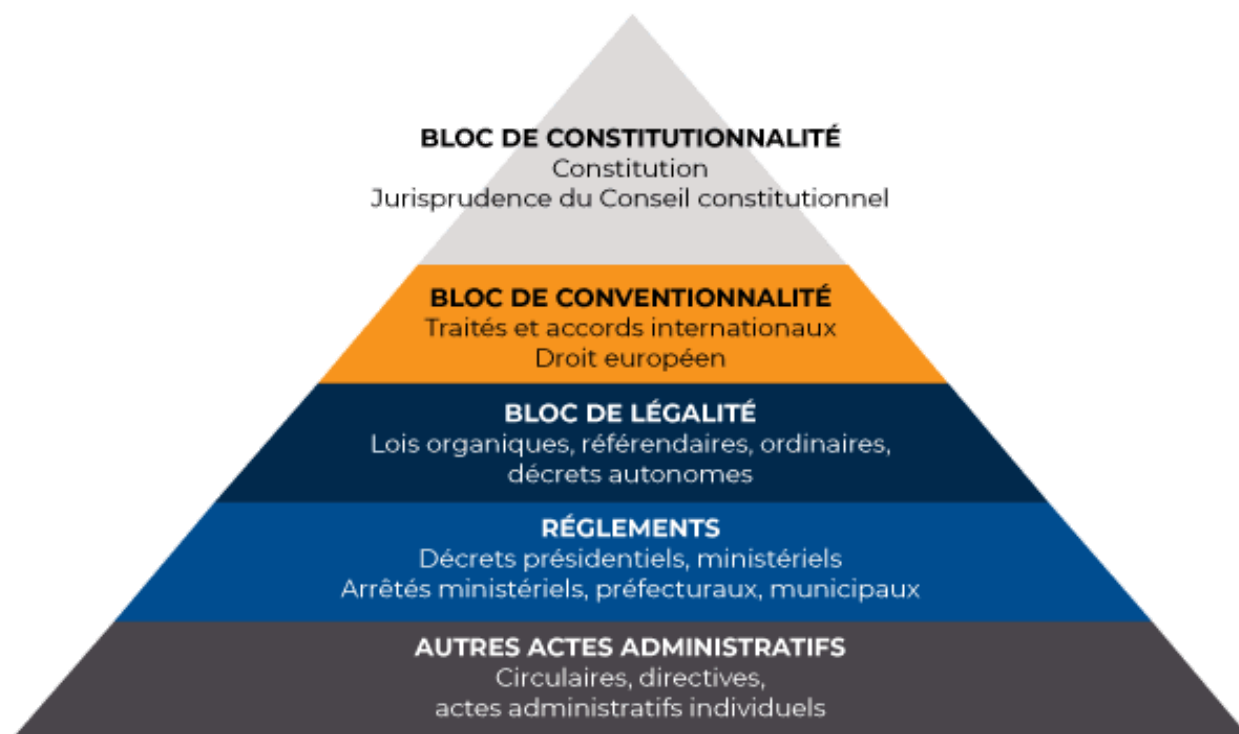 BLOC DE CONSTITUTIONNALITÉ
Constitution
Jurisprudence du Conseil constitutionnel
BLOC DE CONVENTIONNALITÉ
Traités et accords internationaux
Droit européen
BLOC DE LÉGALITÉ
Lois organiques, référendaires, ordinaires,
décrets autonomes
RÉGLEMENTS
Décrets présidentiels, ministériels
Arrêtés ministériels, préfecturaux, municipaux
AUTRES ACTES ADMINISTRATIFS
Circulaires, directives,
actes administratifs individuels